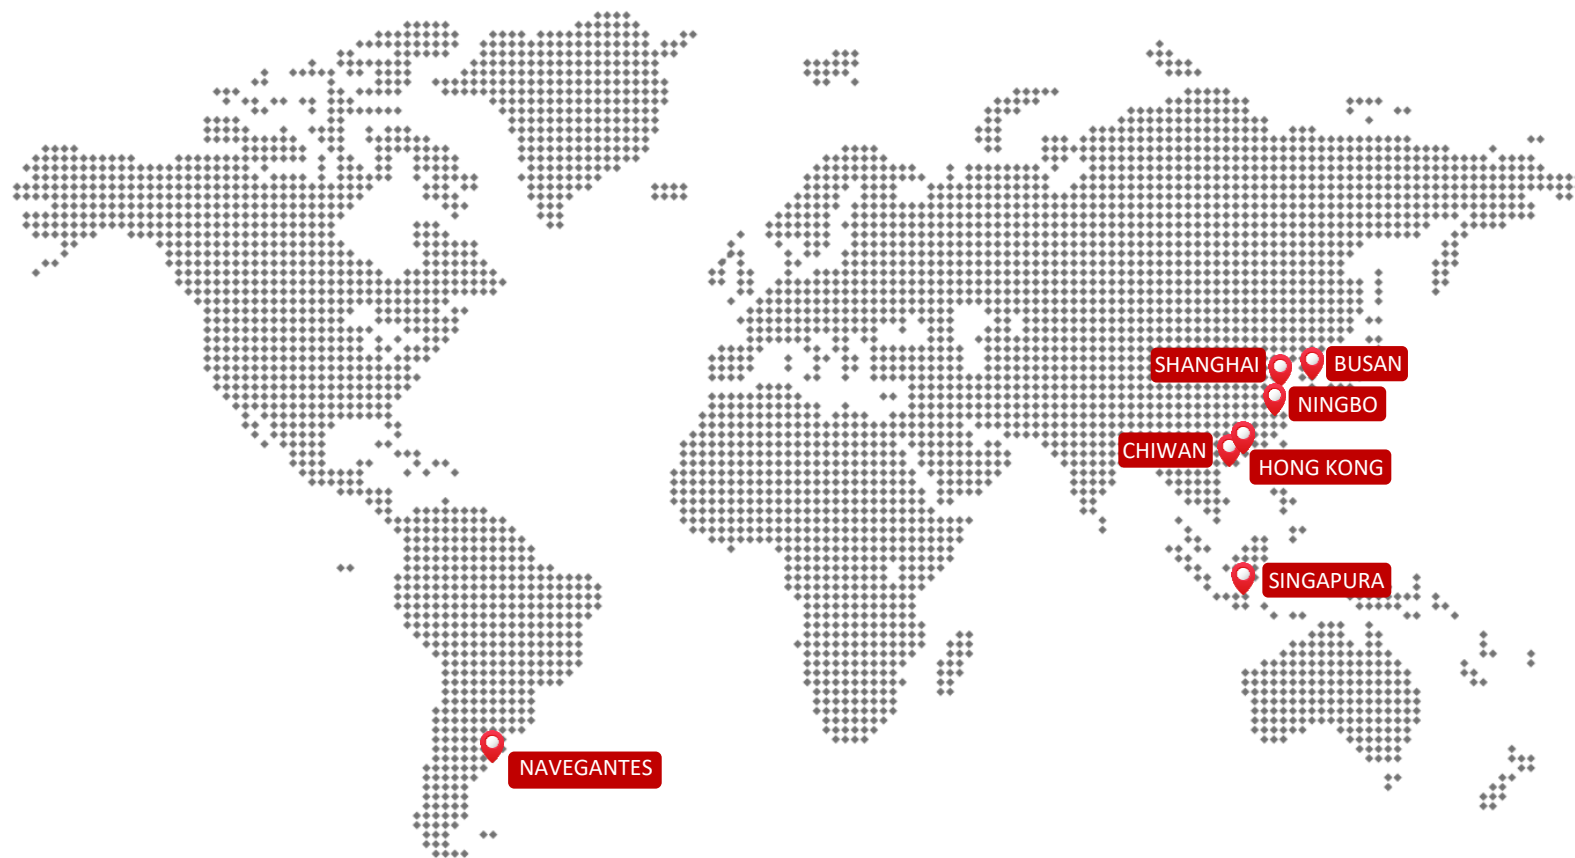 SHANGHAI
BUSAN
NINGBO
CHIWAN
HONG KONG
SINGAPURA
NAVEGANTES